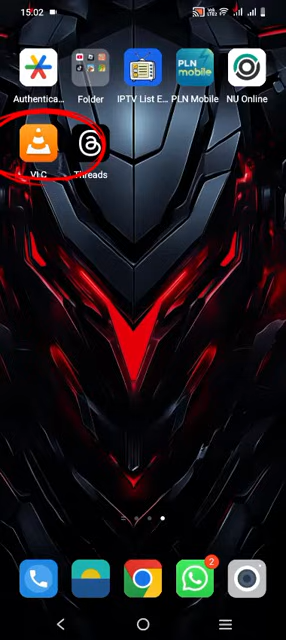 15.02
Authentica...
Folder
IPTV List E...
PLN
mobile
PLN Mobile
NU Online
VLC
Threads
2